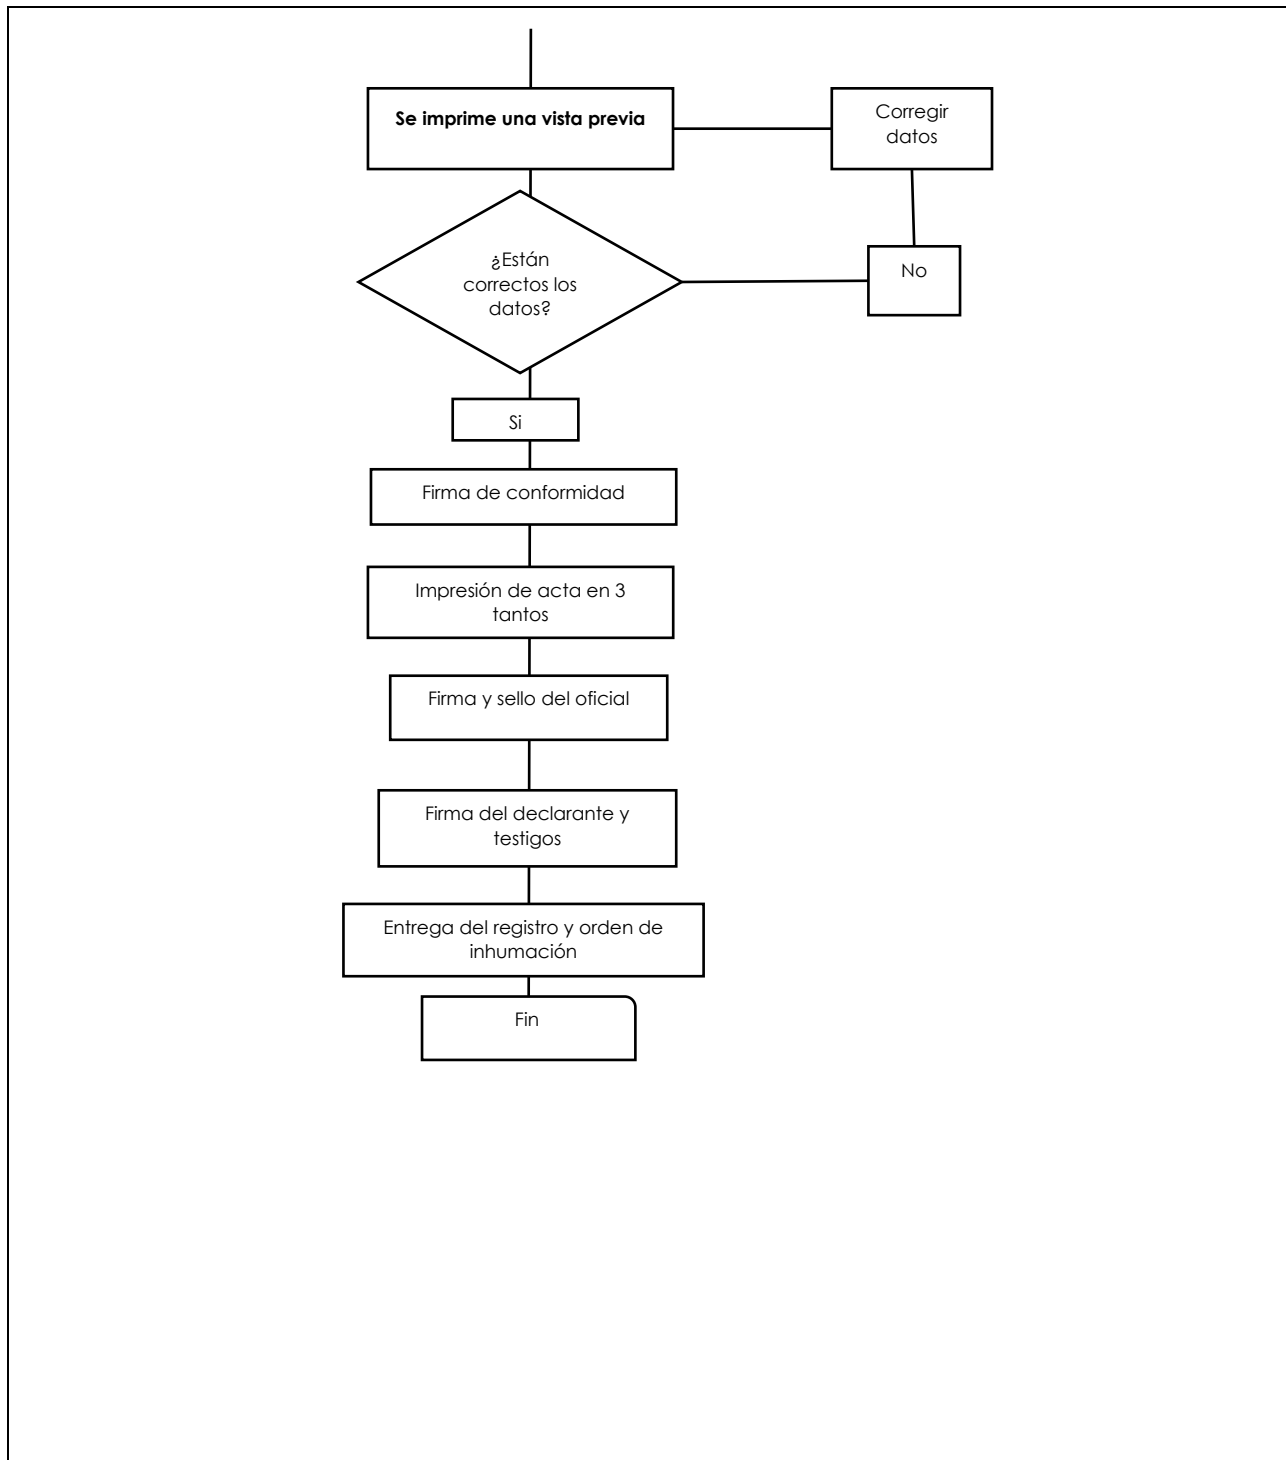 Se imprime una vista previa
Corregir
datos
¿Están
correctos los
datos?
No
Si
Firma de conformidad
Impresión de acta en 3
tantos
Firma y sello del oficial
Firma del declarante y
testigos
Entrega del registro y orden de
inhumación
Fin